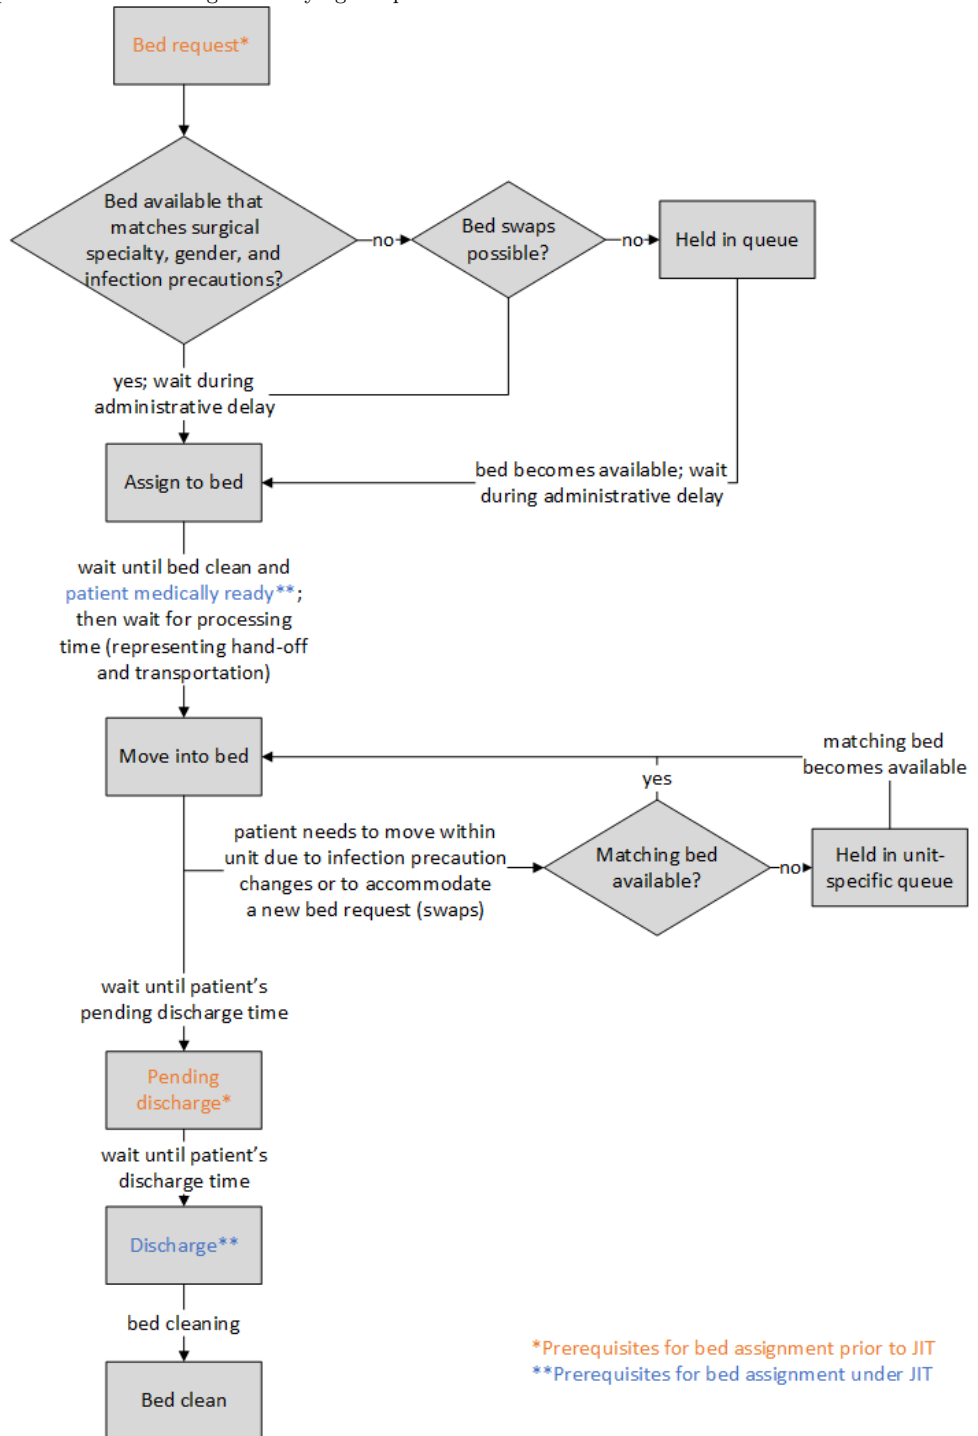 Bed request*
Bed available that
matches surgical
specialty, gender, and
infection precautions?
no
Bed swaps
possible?
no
Held in queue
yes; wait during
administrative delay
Assign to bed
bed becomes available; wait
during administrative delay
wait until bed clean and
patient medically ready**;
then wait for processing
time (representing hand-off
and transportation)
Move into bed
matching bed
becomes available
yes
patient needs to move within
unit due to infection precaution
changes or to accommodate
a new bed request (swaps)
Matching bed
available?
no
Held in unit-
specific queue
wait until patient's
pending discharge time
Pending
discharge*
wait until patient's
discharge time
Discharge**
bed cleaning
Bed clean
*Prerequisites for bed assignment prior to JIT
**Prerequisites for bed assignment under JIT